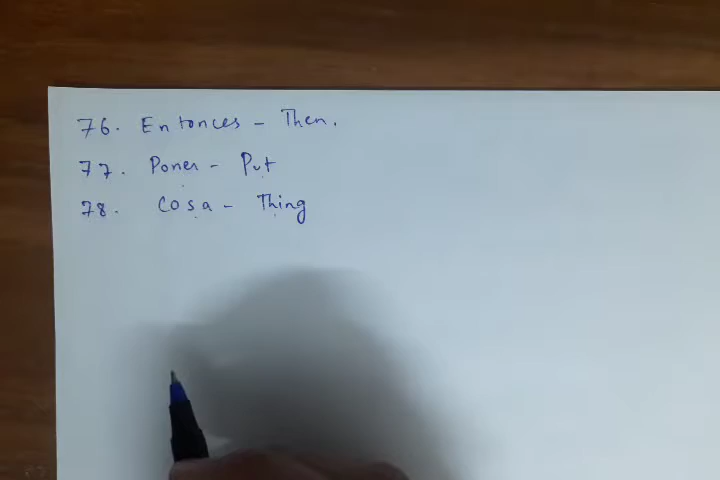 76. Entonces - Then.
77. Poner - Put
78. Cosa - Thing